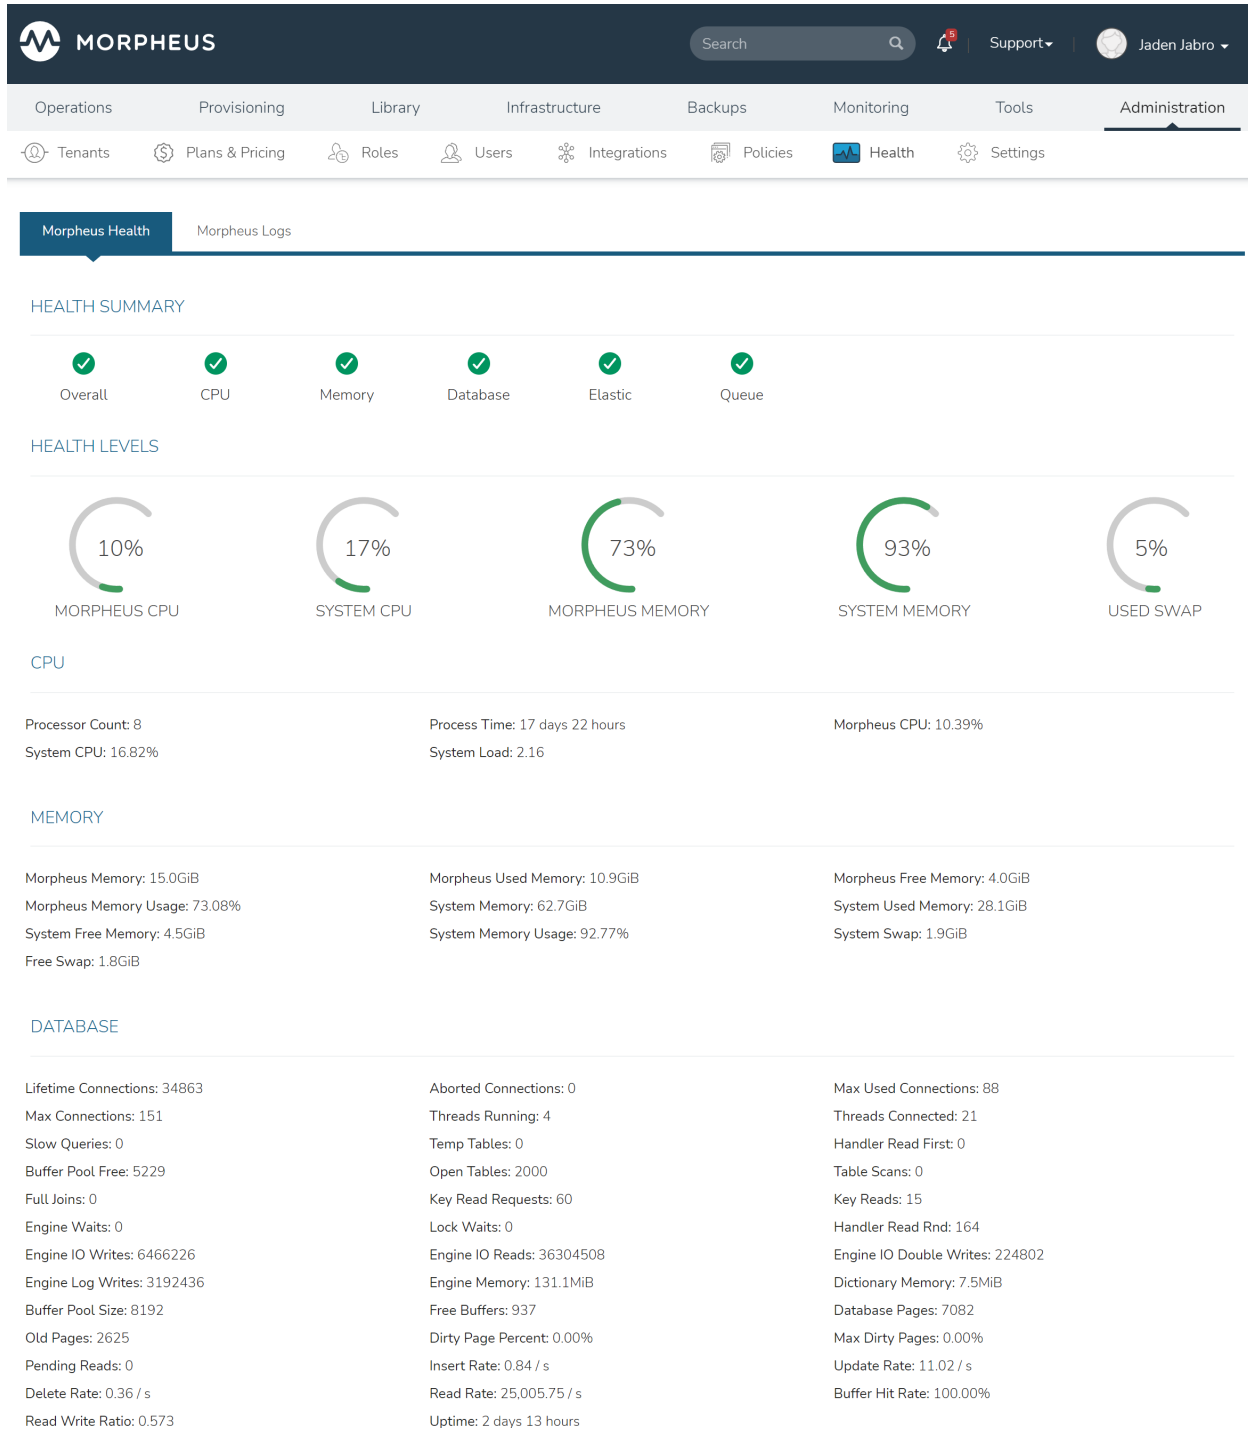 MORPHEUS
Search
5
Support
Jaden Jabro
Operations Provisioning Library Infrastructure Backups Monitoring Tools Administration
Tenants Plans & Pricing Roles Users Integrations Policies Health Settings
Morpheus Health Morpheus Logs
HEALTH SUMMARY
Overall CPU Memory Database Elastic Queue
HEALTH LEVELS
10% 17% 73% 93% 5%
MORPHEUS CPU SYSTEM CPU MORPHEUS MEMORY SYSTEM MEMORY USED SWAP
CPU
Processor Count: 8 Process Time: 17 days 22 hours Morpheus CPU: 10.39%
System CPU: 16.82% System Load: 2.16
MEMORY
Morpheus Memory: 15.0GiB Morpheus Used Memory: 10.9GiB Morpheus Free Memory: 4.0GiB
Morpheus Memory Usage: 73.08% System Memory: 62.7GiB System Used Memory: 28.1GiB
System Free Memory: 4.5GiB System Memory Usage: 92.77% System Swap: 1.9GiB
Free Swap: 1.8GiB
DATABASE
Lifetime Connections: 34863 Aborted Connections: 0 Max Used Connections: 88
Max Connections: 151 Threads Running: 4 Threads Connected: 21
Slow Queries: 0 Temp Tables: 0 Handler Read First: 0
Buffer Pool Free: 5229 Open Tables: 2000 Table Scans: 0
Full Joins: 0 Key Read Requests: 60 Key Reads: 15
Engine Waits: 0 Lock Waits: 0 Handler Read Rnd: 164
Engine IO Writes: 6466226 Engine IO Reads: 36304508 Engine IO Double Writes: 224802
Engine Log Writes: 3192436 Engine Memory: 131.1MiB Dictionary Memory: 7.5MiB
Buffer Pool Size: 8192 Free Buffers: 937 Database Pages: 7082
Old Pages: 2625 Dirty Page Percent: 0.00% Max Dirty Pages: 0.00%
Pending Reads: 0 Insert Rate: 0.84 / s Update Rate: 11.02 / s
Delete Rate: 0.36 / s Read Rate: 25,005.75 / s Buffer Hit Rate: 100.00%
Read Write Ratio: 0.573 Uptime: 2 days 13 hours